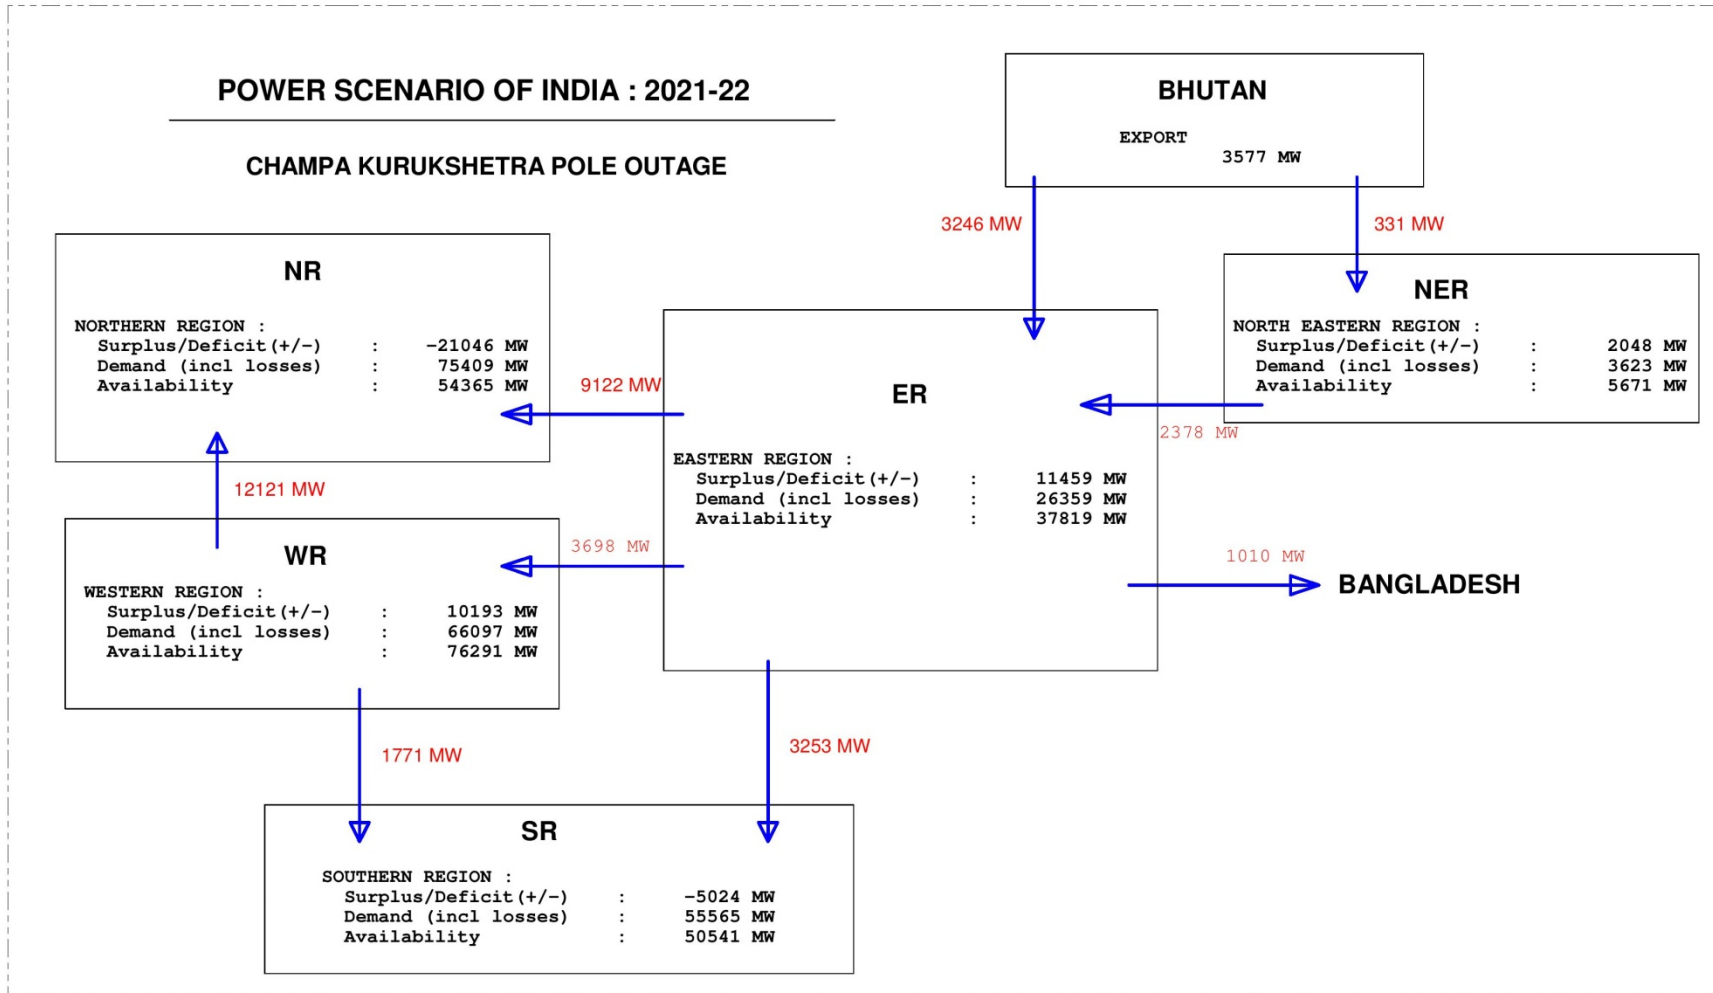 POWER SCENARIO OF INDIA : 2021-22
CHAMPA KURUKSHETRA POLE OUTAGE
BHUTAN
EXPORT
3577 MW
3246 MW
331 MW
NR
NORTHERN REGION :
Surplus/Deficit(+/-) : -21046 MW
Demand (incl losses) : 75409 MW
Availability : 54365 MW
NER
NORTH EASTERN REGION :
Surplus/Deficit(+/-) : 2048 MW
Demand (incl losses) : 3623 MW
Availability : 5671 MW
9122 MW
2378 MW
ER
EASTERN REGION :
Surplus/Deficit(+/-) : 11459 MW
Demand (incl losses) : 26359 MW
Availability : 37819 MW
12121 MW
3698 MW
1010 MW
BANGLADESH
WR
WESTERN REGION :
Surplus/Deficit(+/-) : 10193 MW
Demand (incl losses) : 66097 MW
Availability : 76291 MW
1771 MW
3253 MW
SR
SOUTHERN REGION :
Surplus/Deficit(+/-) : -5024 MW
Demand (incl losses) : 55565 MW
Availability : 50541 MW